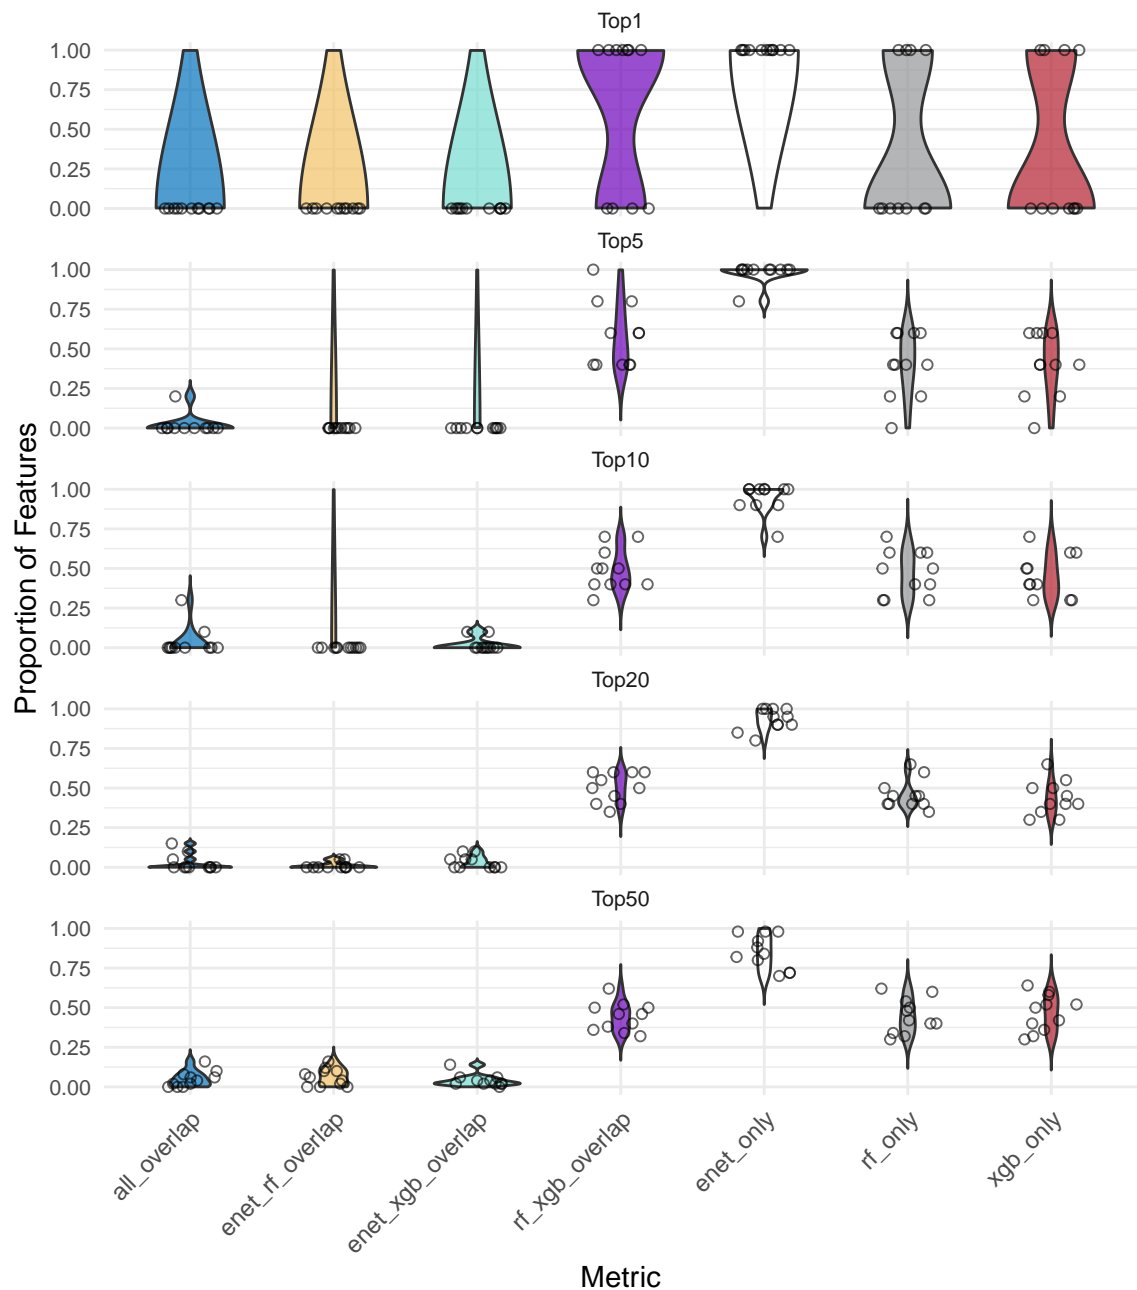 Top1
1.00
0.75
0.50
0.25
0.00
Top5
1.00
0.75
0.50
0.25
0.00
Top10
1.00
0.75
0.50
0.25
0.00
Top20
1.00
0.75
0.50
0.25
0.00
Top50
1.00
0.75
0.50
0.25
0.00
Proportion of Features
all_overlap
enet_rf_overlap
enet_xgb_overlap
rf_xgb_overlap
enet_only
rf_only
xgb_only
Metric